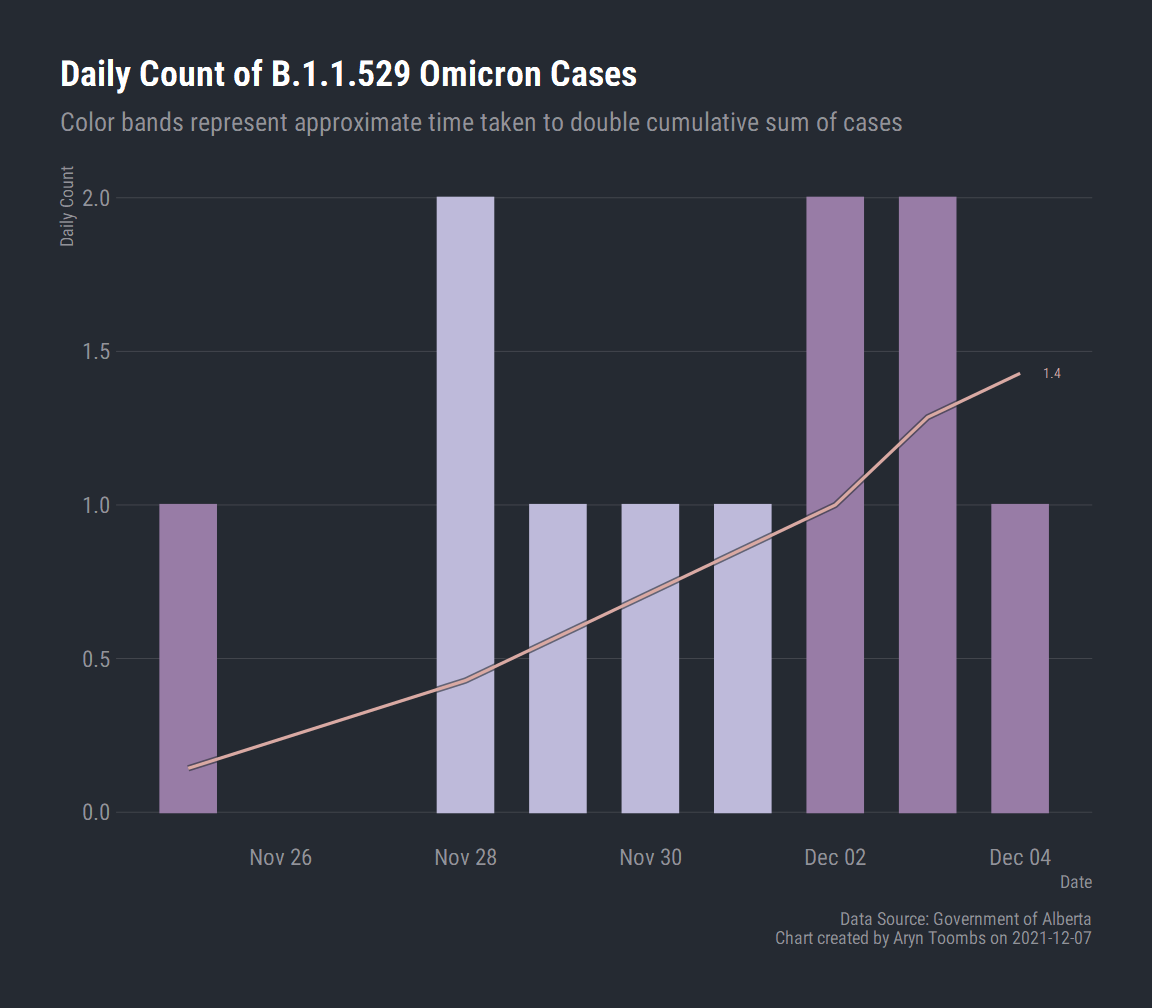 Daily Count of B.1.1.529 Omicron Cases
Color bands represent approximate time taken to double cumulative sum of cases
Daily Count
2.0
1.5
1.4
1.0
0.5
0.0
Nov 26
Nov 28
Nov 30
Dec 02
Dec 04
Date
Data Source: Government of Alberta
Chart created by Aryn Toombs on 2021-12-07